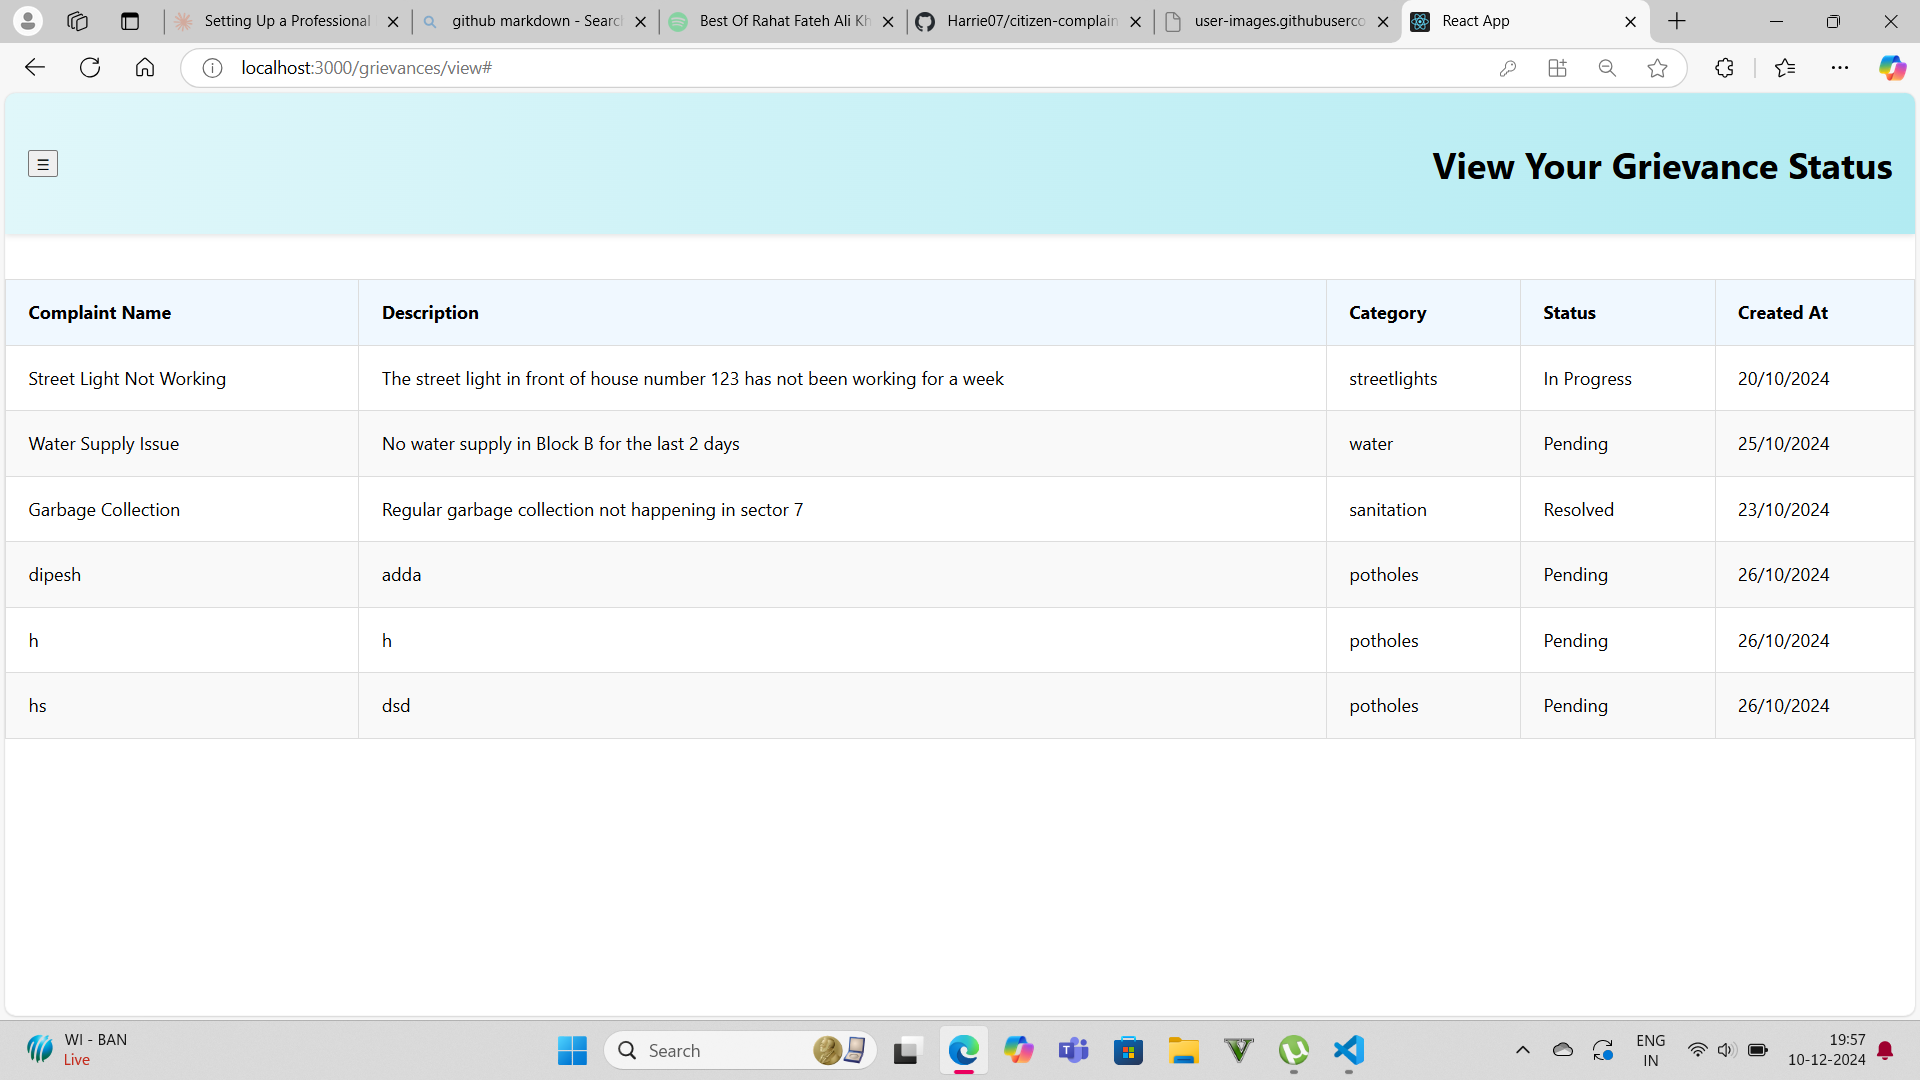 Setting Up a Professional
github markdown - Search
Best Of Rahat Fateh Ali Kh
Harrie07/citizen-complain
user-images.githubuserco
React App
localhost:3000/grievances/view#
View Your Grievance Status
Complaint Name Description Category Status Created At
Street Light Not Working The street light in front of house number 123 has not been working for a week streetlights In Progress 20/10/2024
Water Supply Issue No water supply in Block B for the last 2 days water Pending 25/10/2024
Garbage Collection Regular garbage collection not happening in sector 7 sanitation Resolved 23/10/2024
dipesh adda potholes Pending 26/10/2024
h h potholes Pending 26/10/2024
hs dsd potholes Pending 26/10/2024
WI - BAN
Live
Search
ENG
IN
19:57
10-12-2024